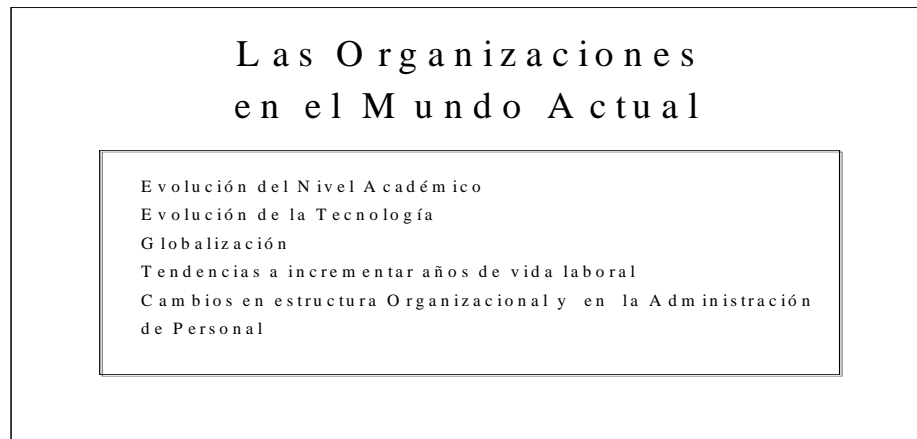 Las Organizaciones
en el Mundo Actual
Evolución del Nivel Académico
Evolución de la Tecnología
Globalización
Tendencias a incrementar años de vida laboral
Cambios en estructura Organizacional y en la Administración
de Personal